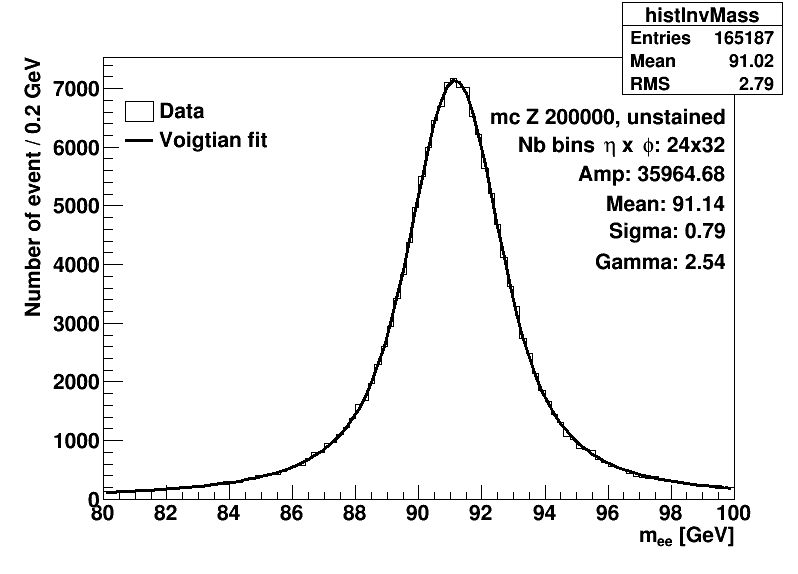 histInvMass
Entries 165187
Mean 91.02
RMS 2.79
Number of event / 0.2 GeV
7000
6000
5000
4000
3000
2000
1000
0
Data
Voigtian fit
mc Z 200000, unstained
Nb bins η x ϕ: 24x32
Amp: 35964.68
Mean: 91.14
Sigma: 0.79
Gamma: 2.54
80 82 84 86 88 90 92 94 96 98 100
mee [GeV]